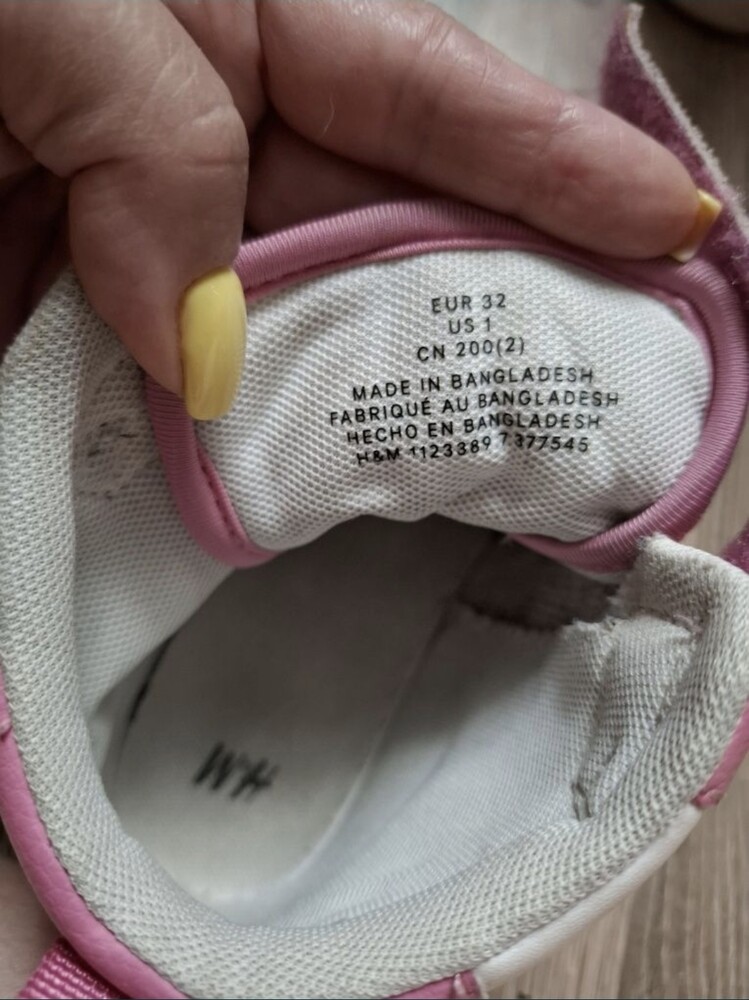 EUR 32
US 1
CN 200(2)
MADE IN BANGLADESH
FABRIQUÉ AU BANGLADESH
HECHO EN BANGLADESH
H&M 1123389 7377545
H&M